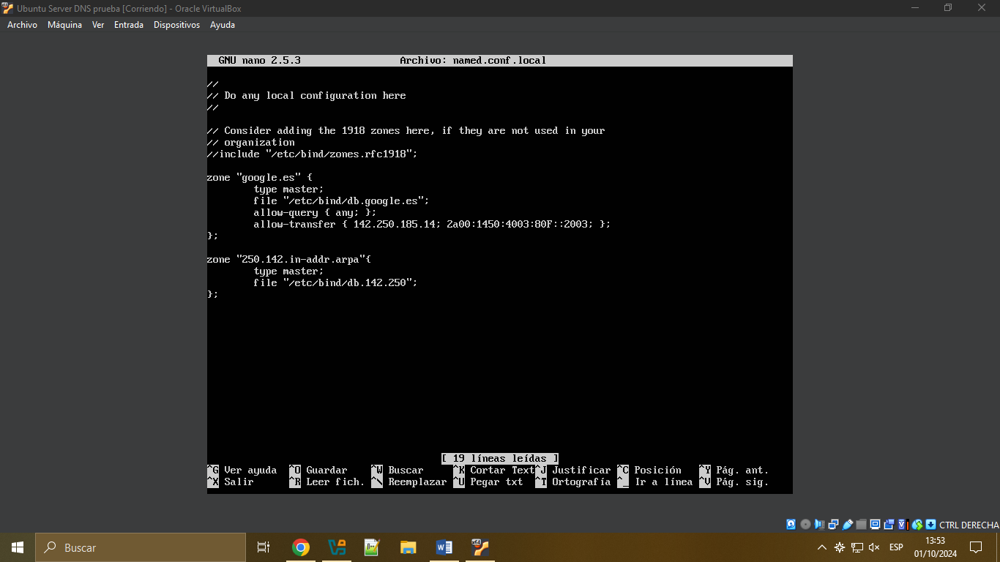 Ubuntu Server DNS prueba [Corriendo] - Oracle VirtualBox
Archivo Máquina Ver Entrada Dispositivos Ayuda
GNU nano 2.5.3 Archivo: named.conf.local
//
// Do any local configuration here
//
// Consider adding the 1918 zones here, if they are not used in your
// organization
//include "/etc/bind/zones.rfc1918";
zone "google.es" {
type master;
file "/etc/bind/db.google.es";
allow-query { any; };
allow-transfer { 142.250.185.14; 2a00:1450:4003:80F::2003; };
};
zone "250.142.in-addr.arpa"{
type master;
file "/etc/bind/db.142.250";
};
[ 19 líneas leídas ]
^G Ver ayuda ^O Guardar ^W Buscar ^K Cortar Text ^J Justificar ^C Posición ^Y Pág. ant.
^X Salir ^R Leer fich. ^\ Reemplazar ^U Pegar txt ^T Ortografía ^_ Ir a línea ^V Pág. sig.
CTRL DERECHA
Buscar
ESP
13:53
01/10/2024